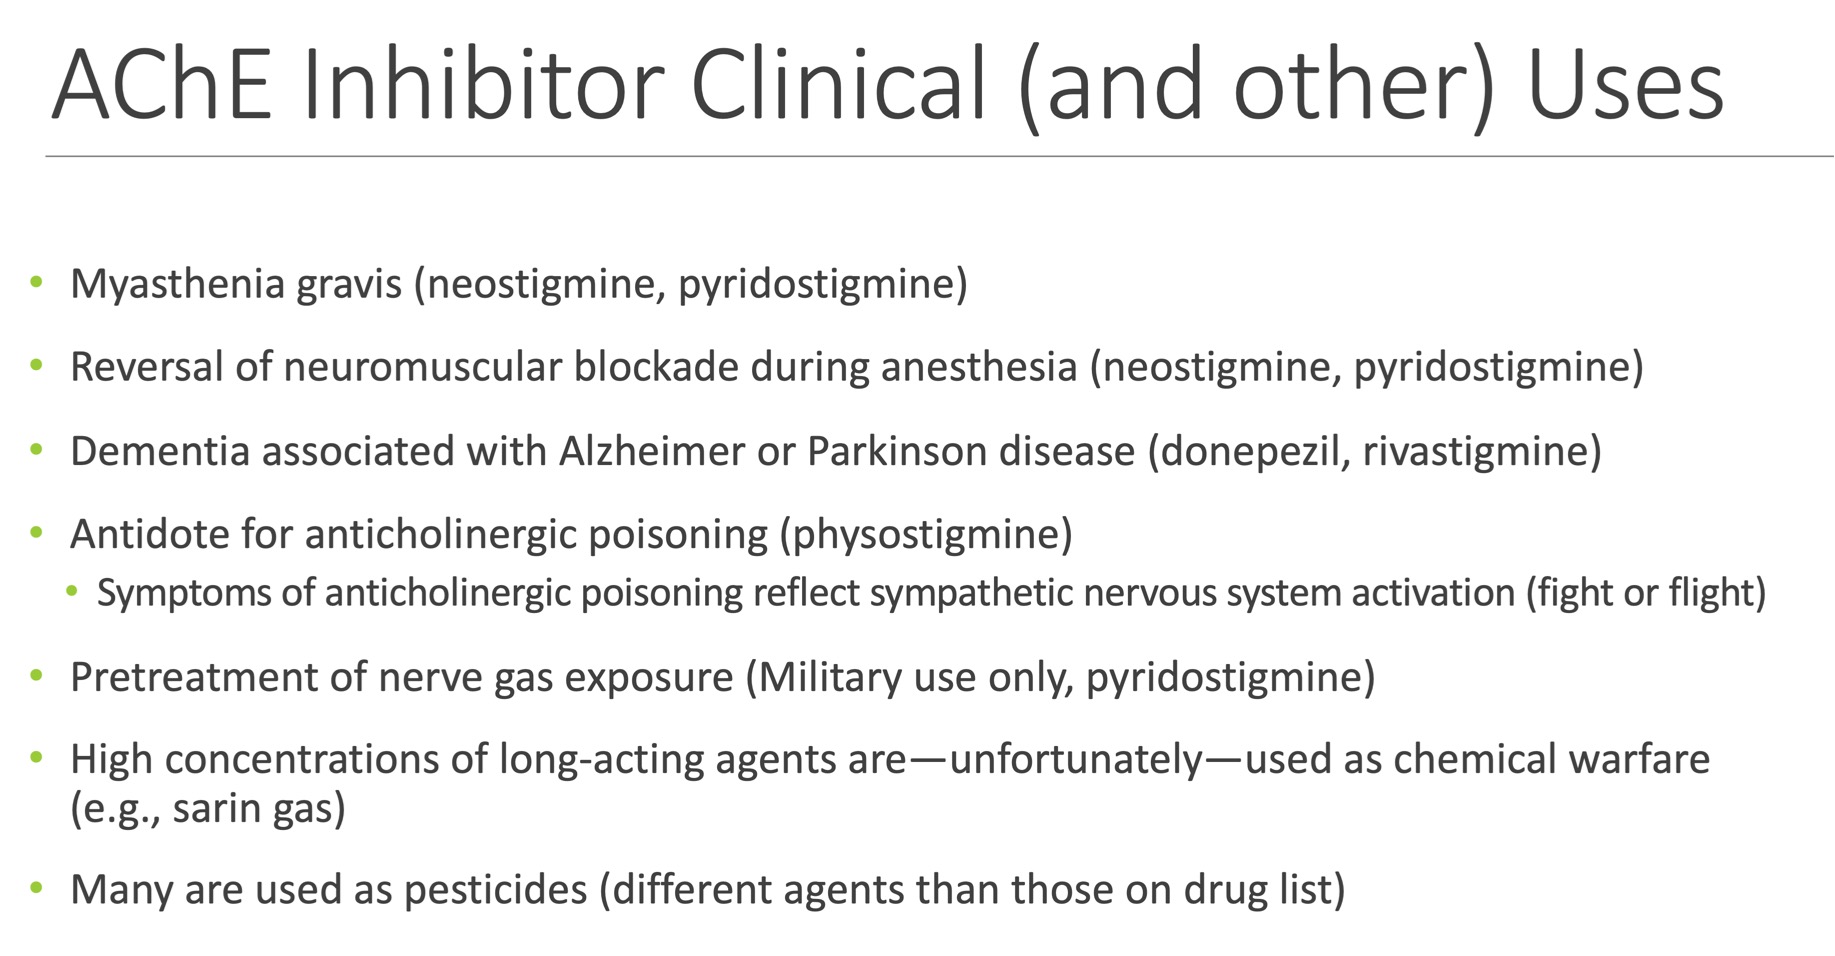 AChE Inhibitor Clinical (and other) Uses
• Myasthenia gravis (neostigmine, pyridostigmine)
• Reversal of neuromuscular blockade during anesthesia (neostigmine, pyridostigmine)
• Dementia associated with Alzheimer or Parkinson disease (donepezil, rivastigmine)
• Antidote for anticholinergic poisoning (physostigmine)
• Symptoms of anticholinergic poisoning reflect sympathetic nervous system activation (fight or flight)
• Pretreatment of nerve gas exposure (Military use only, pyridostigmine)
• High concentrations of long-acting agents are—unfortunately—used as chemical warfare
(e.g., sarin gas)
• Many are used as pesticides (different agents than those on drug list)